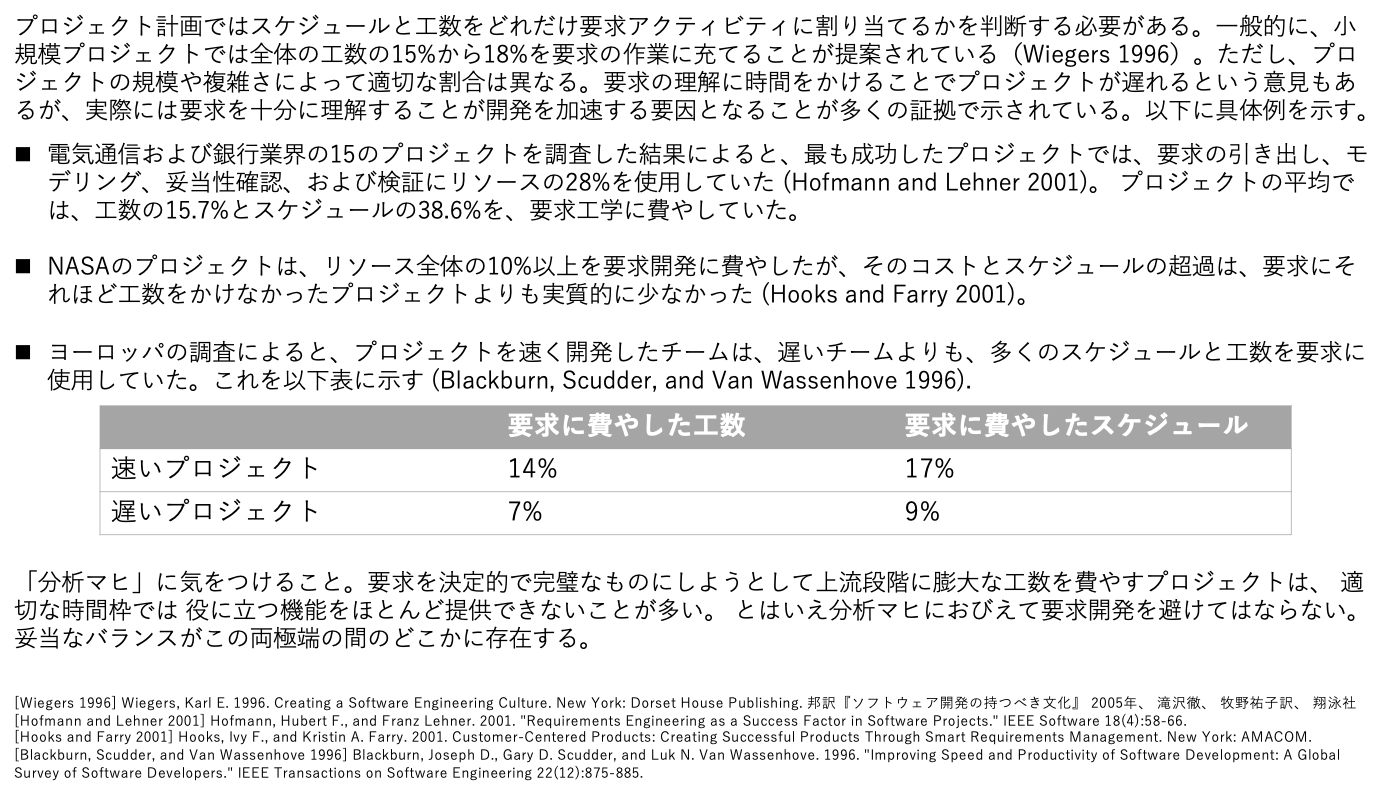 プロジェクト計画ではスケジュールと工数をどれだけ要求アクティビティに割り当てるかを判断する必要がある。一般的に、小
規模プロジェクトでは全体の工数の15%から18%を要求の作業に充てることが提案されている（Wiegers 1996）。ただし、プロ
ジェクトの規模や複雑さによって適切な割合は異なる。要求の理解に時間をかけることでプロジェクトが遅れるという意見もあ
るが、実際には要求を十分に理解することが開発を加速する要因となることが多くの証拠で示されている。以下に具体例を示す。
■ 電気通信および銀行業界の15のプロジェクトを調査した結果によると、最も成功したプロジェクトでは、要求の引き出し、モ
デリング、妥当性確認、および検証にリソースの28%を使用していた (Hofmann and Lehner 2001)。 プロジェクトの平均で
は、工数の15.7%とスケジュールの38.6%を、要求工学に費やしていた。
■ NASAのプロジェクトは、リソース全体の10%以上を要求開発に費やしたが、そのコストとスケジュールの超過は、要求にそ
れほど工数をかけなかったプロジェクトよりも実質的に少なかった (Hooks and Farry 2001)。
■ ヨーロッパの調査によると、プロジェクトを速く開発したチームは、遅いチームよりも、多くのスケジュールと工数を要求に
使用していた。これを以下表に示す (Blackburn, Scudder, and Van Wassenhove 1996).
要求に費やした工数 要求に費やしたスケジュール
速いプロジェクト 14% 17%
遅いプロジェクト 7% 9%
「分析マヒ」に気をつけること。要求を決定的で完璧なものにしようとして上流段階に膨大な工数を費やすプロジェクトは、 適
切な時間枠では 役に立つ機能をほとんど提供できないことが多い。 とはいえ分析マヒにおびえて要求開発を避けてはならない。
妥当なバランスがこの両極端の間のどこかに存在する。
[Wiegers 1996] Wiegers, Karl E. 1996. Creating a Software Engineering Culture. New York: Dorset House Publishing. 邦訳『ソフトウェア開発の持つべき文化』 2005年、 滝沢徹、 牧野祐子訳、 翔泳社
[Hofmann and Lehner 2001] Hofmann, Hubert F., and Franz Lehner. 2001. "Requirements Engineering as a Success Factor in Software Projects." IEEE Software 18(4):58-66.
[Hooks and Farry 2001] Hooks, Ivy F., and Kristin A. Farry. 2001. Customer-Centered Products: Creating Successful Products Through Smart Requirements Management. New York: AMACOM.
[Blackburn, Scudder, and Van Wassenhove 1996] Blackburn, Joseph D., Gary D. Scudder, and Luk N. Van Wassenhove. 1996. "Improving Speed and Productivity of Software Development: A Global
Survey of Software Developers." IEEE Transactions on Software Engineering 22(12):875-885.